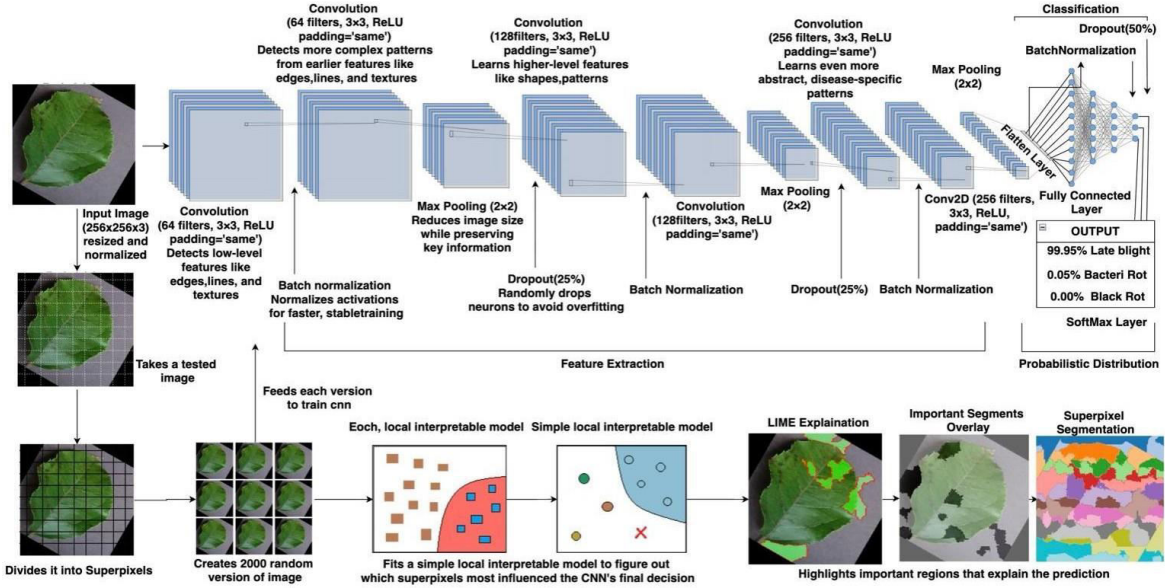 Convolution
(64 filters, 3×3, ReLU
padding='same')
Detects more complex patterns
from earlier features like
edges,lines, and textures
Convolution
(128filters, 3×3, ReLU
padding='same')
Learns higher-level features
like shapes,patterns
Convolution
(256 filters, 3×3, ReLU
padding='same')
Learns even more
abstract, disease-specific
patterns
Classification
Dropout(50%)
BatchNormalization
Max Pooling
(2x2)
Flatten Layer
Input Image
(256x256x3)
resized and
normalized
Convolution
(64 filters, 3×3, ReLU
padding='same')
Detects low-level
features like
edges,lines, and
textures
Batch normalization
Normalizes activations
for faster, stabletraining
Max Pooling (2×2)
Reduces image size
while preserving
key information
Dropout(25%)
Randomly drops
neurons to avoid overfitting
Convolution
(128filters, 3×3, ReLU
padding='same')
Batch Normalization
Max Pooling
(2x2)
Dropout(25%)
Batch Normalization
Conv2D (256 filters,
3x3, ReLU,
padding='same')
Fully Connected
Layer
OUTPUT
99.95% Late blight
0.05% Bacteri Rot
0.00% Black Rot
SoftMax Layer
Feature Extraction
Probabilistic Distribution
Takes a tested
image
Feeds each version
to train cnn
Divides it into Superpixels
Creates 2000 random
version of image
Eoch, local interpretable model
Simple local interpretable model
Fits a simple local interpretable model to figure out
which superpixels most influenced the CNN's final decision
LIME Explaination
Important Segments
Overlay
Superpixel
Segmentation
Highlights important regions that explain the prediction